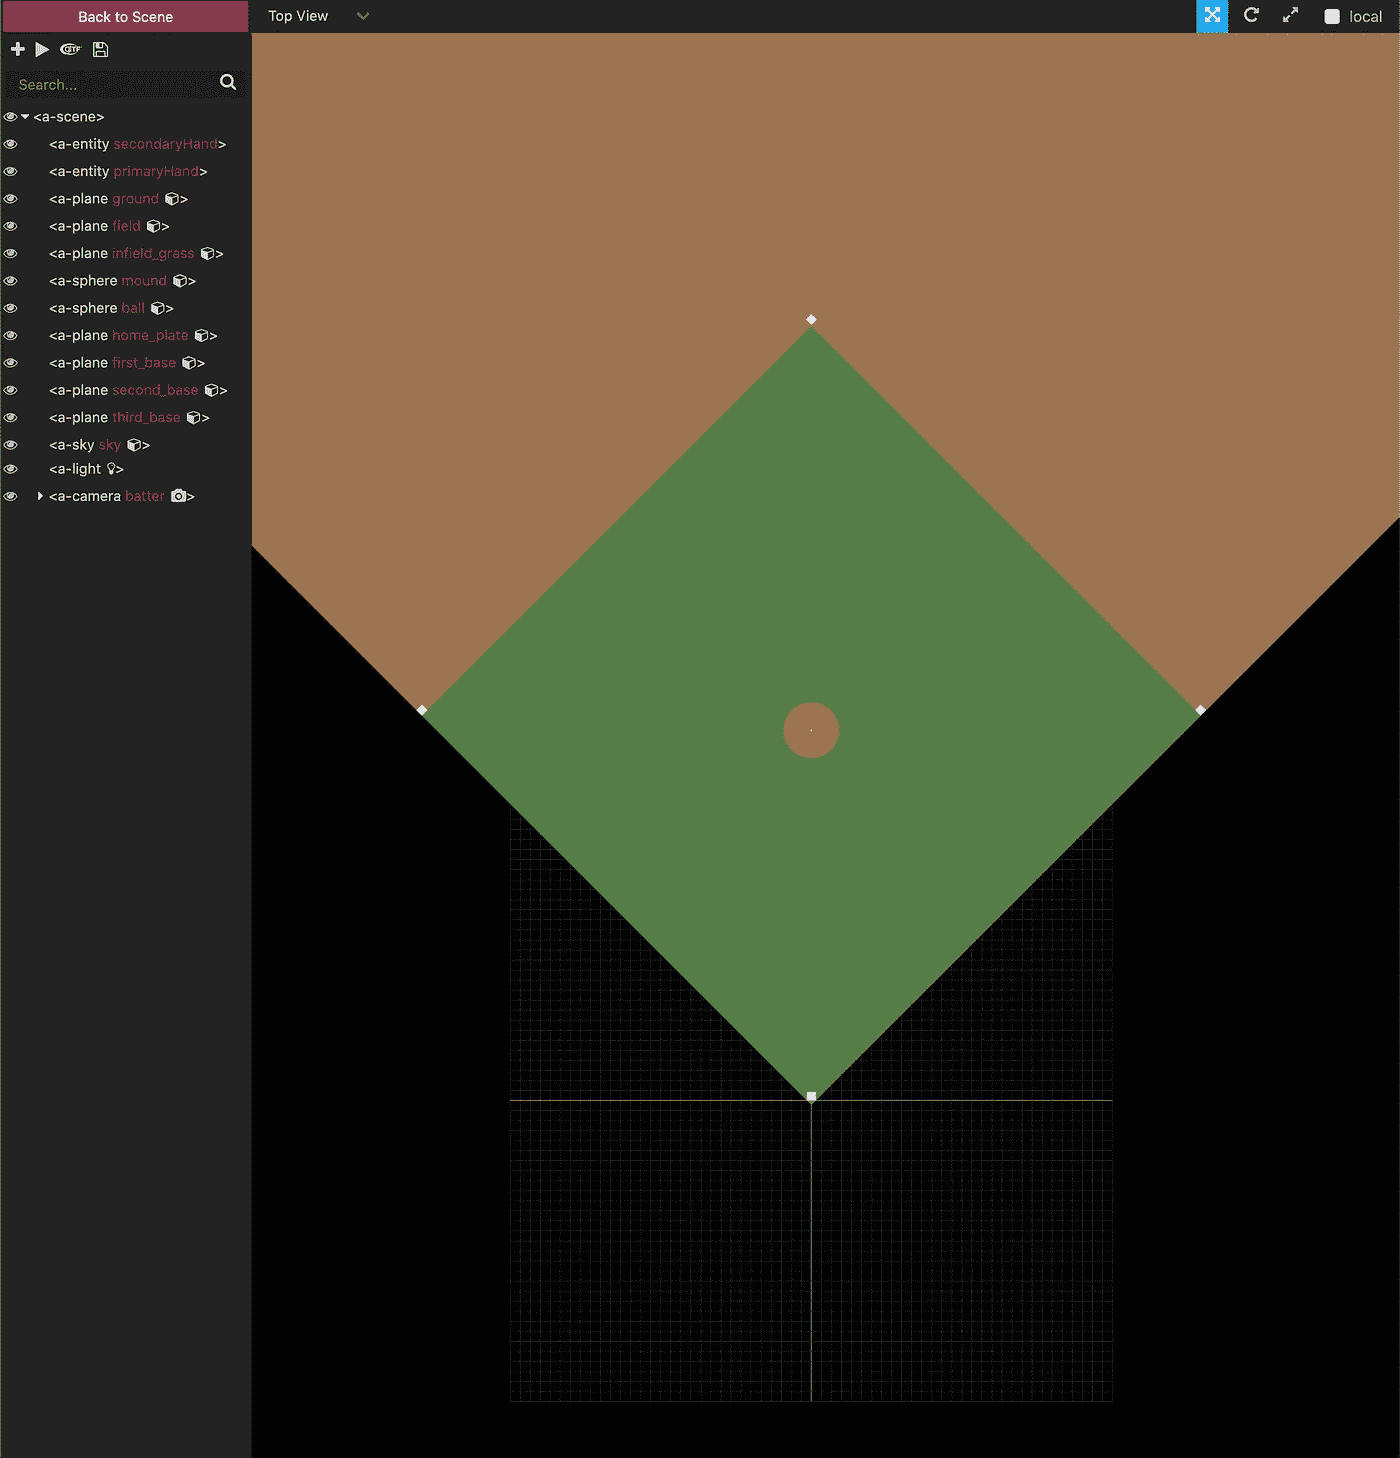 Back to Scene
Top View
local
glTF
Search...
<a-scene>
<a-entity secondaryHand>
<a-entity primaryHand>
<a-plane ground >
<a-plane field >
<a-plane infield_grass >
<a-sphere mound >
<a-sphere ball >
<a-plane home_plate >
<a-plane first_base >
<a-plane second_base >
<a-plane third_base >
<a-sky sky >
<a-light >
<a-camera batter >